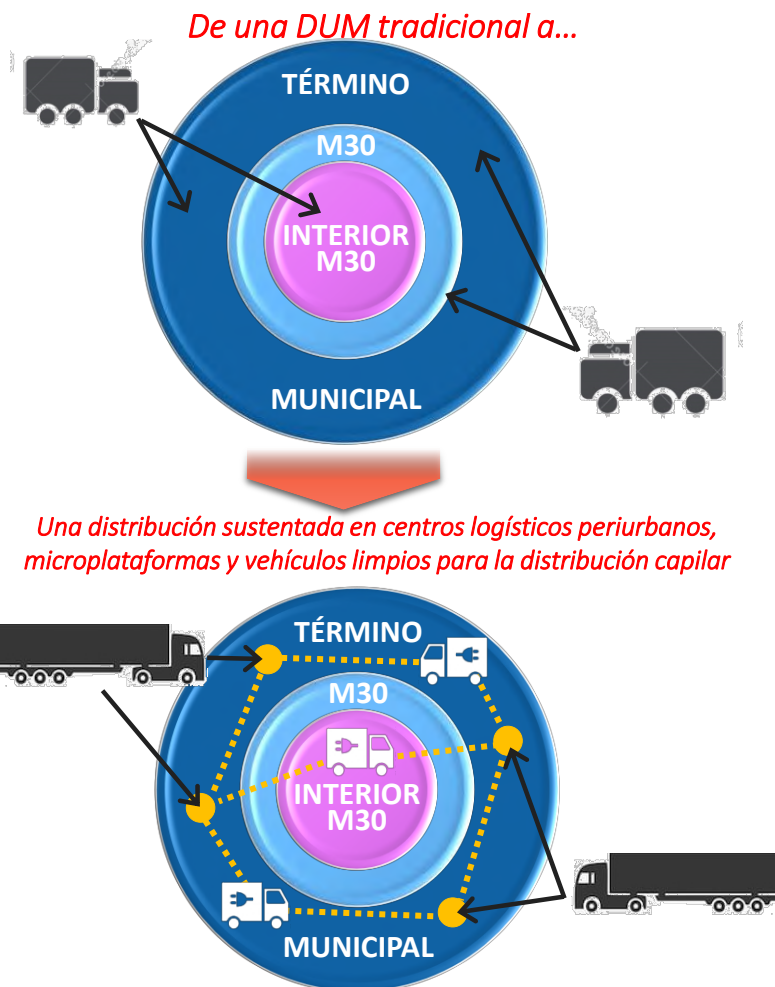 De una DUM tradicional a...
TÉRMINO
M30
INTERIOR
M30
MUNICIPAL
Una distribución sustentada en centros logísticos periurbanos,
microplataformas y vehículos limpios para la distribución capilar
TÉRMINO
M30
INTERIOR
M30
MUNICIPAL